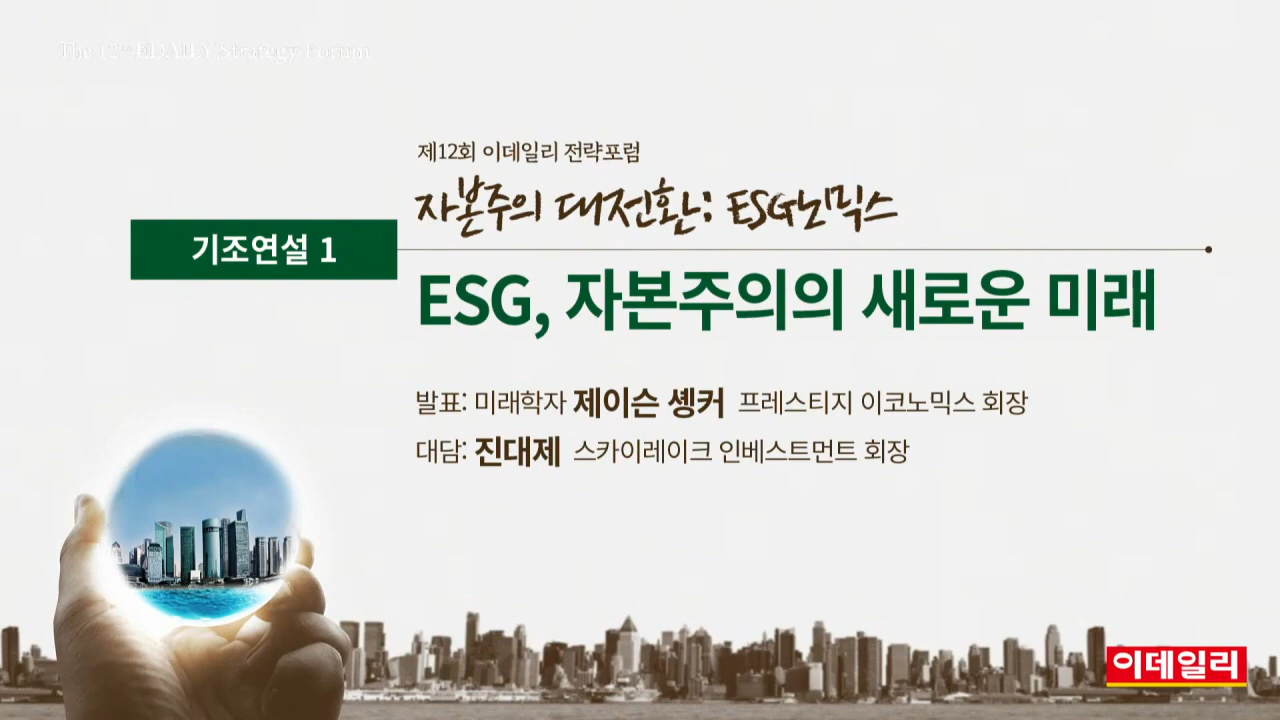 The 12th EDAILY Strategy Forum
제12회 이데일리 전략포럼
자본주의 대전환: ESG노믹스
기조연설 1
ESG, 자본주의의 새로운 미래
발표: 미래학자 제이슨 솅커 프레스티지 이코노믹스 회장
대담: 진대제 스카이레이크 인베스트먼트 회장
이데일리